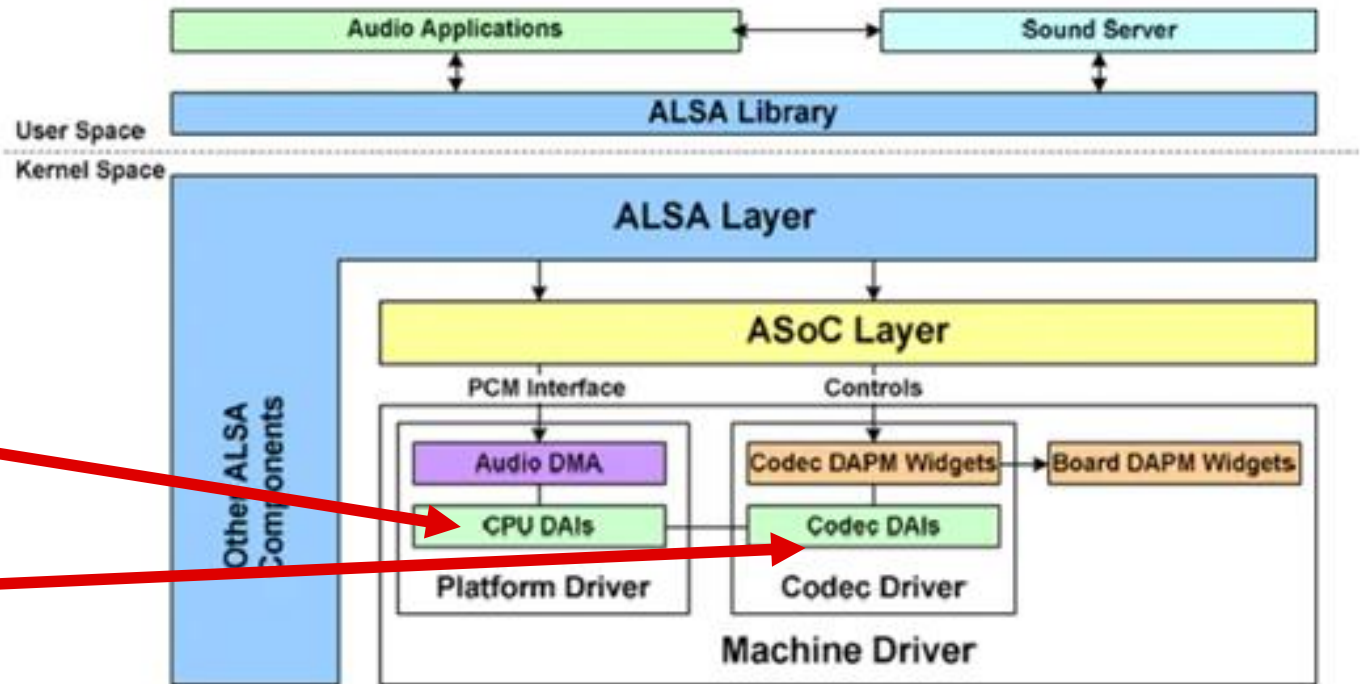 Audio Applications
Sound Server
ALSA Library
User Space
Kernel Space
ALSA Layer
ASoC Layer
PCM Interface
Controls
Other ALSA
Components
Audio DMA
Codec DAPM Widgets
Board DAPM Widgets
CPU DAIs
Codec DAIs
Platform Driver
Codec Driver
Machine Driver